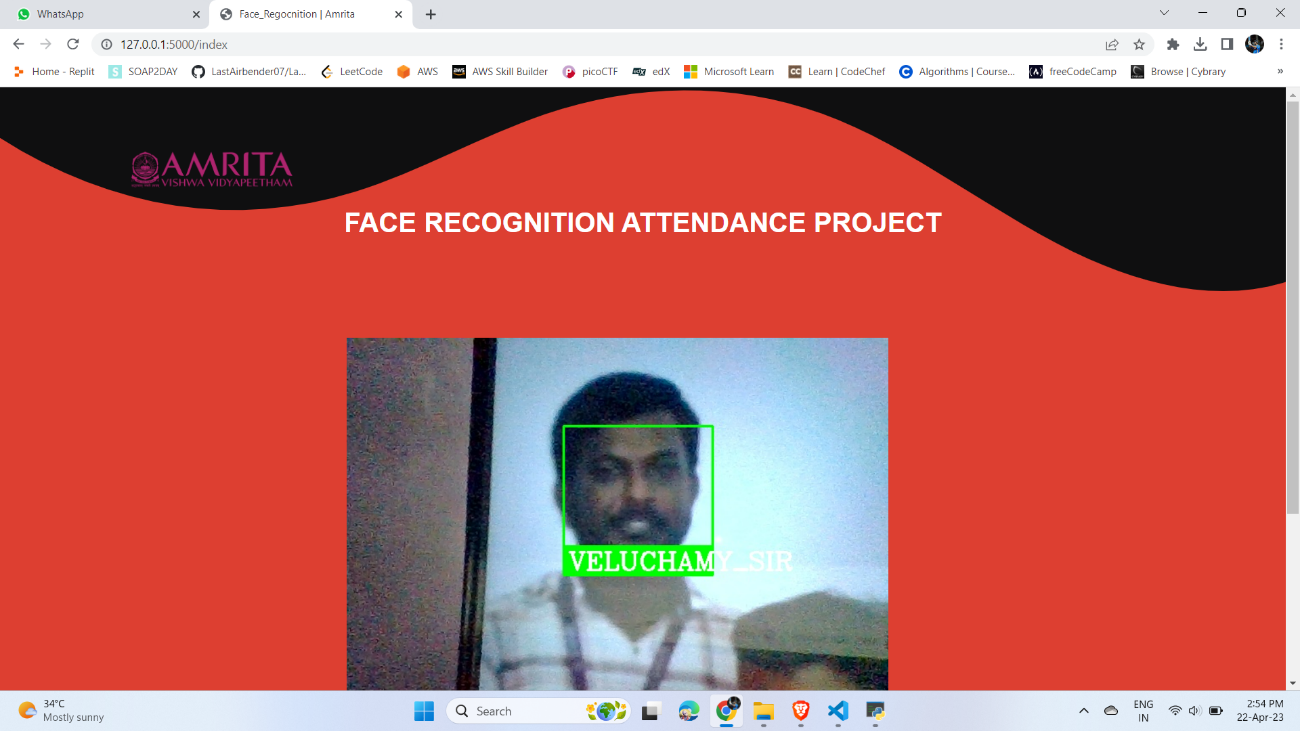 WhatsApp
Face_Regocnition | Amrita
127.0.0.1:5000/index
Home - Replit
SOAP2DAY
LastAirbender07/La...
LeetCode
AWS
AWS Skill Builder
picoCTF
edX
Microsoft Learn
Learn | CodeChef
Algorithms | Course...
freeCodeCamp
Browse | Cybrary
»
AMRITA
VISHWA VIDYAPEETHAM
FACE RECOGNITION ATTENDANCE PROJECT
VELUCHAMY_SIR
34°C
Mostly sunny
Search
ENG
IN
2:54 PM
22-Apr-23